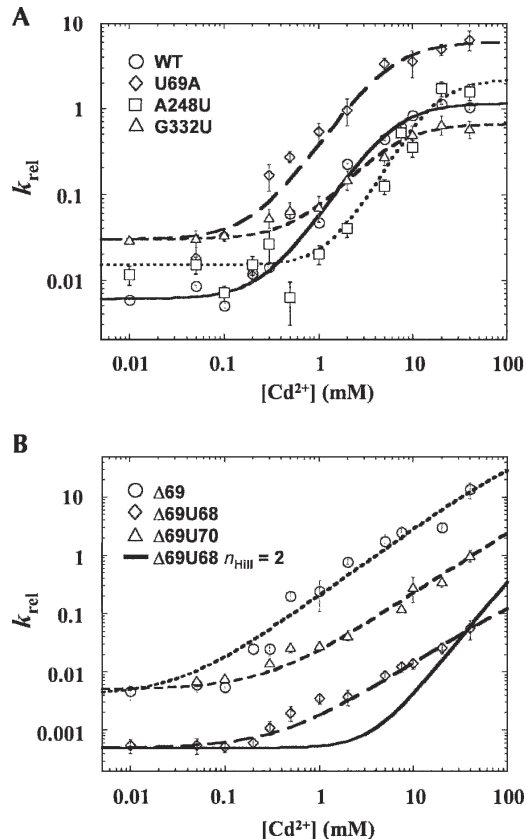 A
WT
U69A
A248U
G332U
10
1
0.1
0.01
k_rel
0.01 0.1 1 10 100
[Cd²⁺] (mM)
B
Δ69
Δ69U68
Δ69U70
Δ69U68 n_Hill = 2
10
1
0.1
0.01
0.001
k_rel
0.01 0.1 1 10 100
[Cd²⁺] (mM)